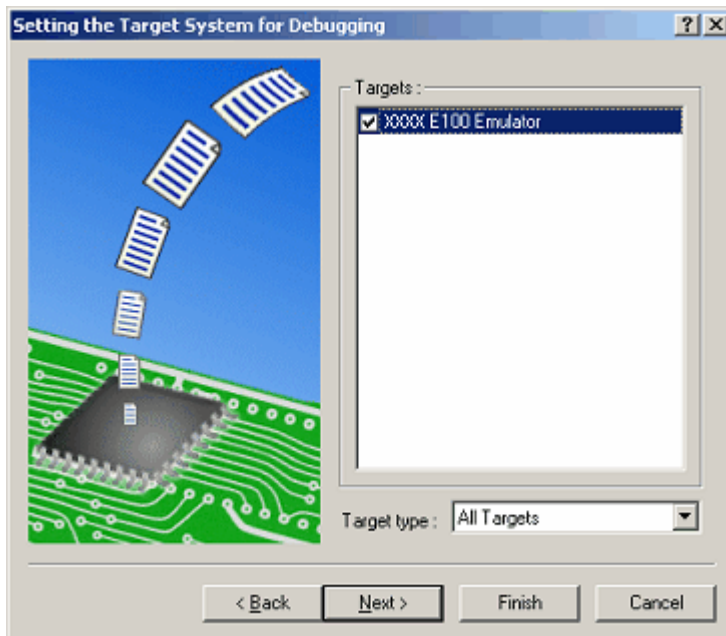 Setting the Target System for Debugging
Targets :
XXXX E100 Emulator
Target type :
All Targets
< Back
Next >
Finish
Cancel